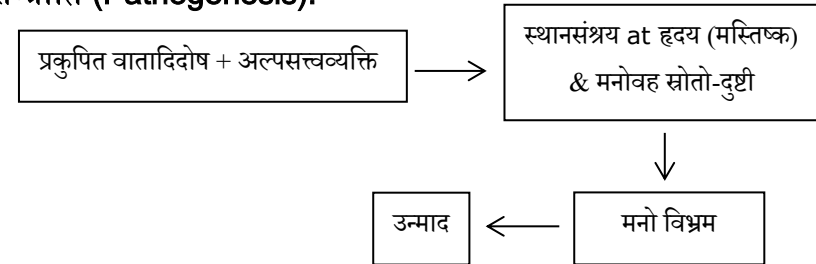 (Pathogenesis):
प्रकुपित वातादिदोष + अल्पसत्त्वव्यक्ति
स्थानसंश्रय at हृदय (मस्तिष्क)
& मनोवह स्रोतो-दुष्टी
मनो विभ्रम
उन्माद